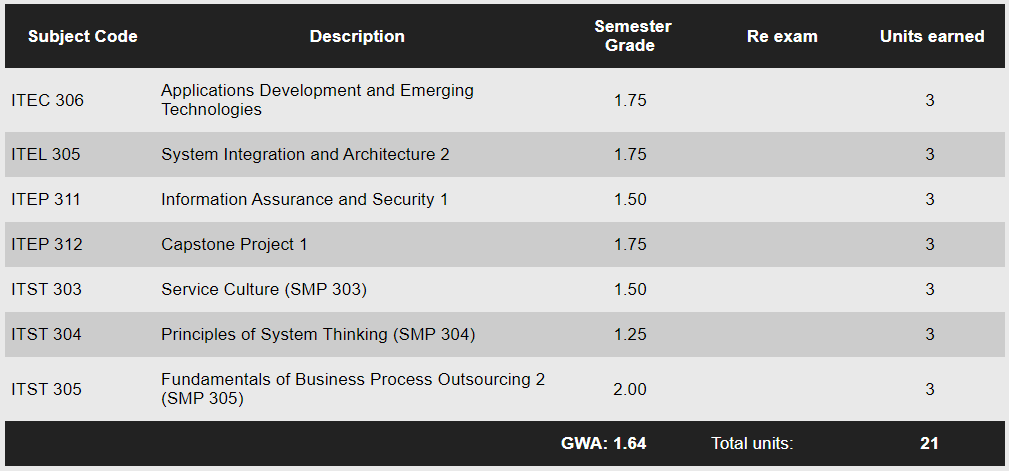 Subject Code Description Semester Grade Re exam Units earned
ITEC 306 Applications Development and Emerging Technologies 1.75 3
ITEL 305 System Integration and Architecture 2 1.75 3
ITEP 311 Information Assurance and Security 1 1.50 3
ITEP 312 Capstone Project 1 1.75 3
ITST 303 Service Culture (SMP 303) 1.50 3
ITST 304 Principles of System Thinking (SMP 304) 1.25 3
ITST 305 Fundamentals of Business Process Outsourcing 2 (SMP 305) 2.00 3
GWA: 1.64 Total units: 21